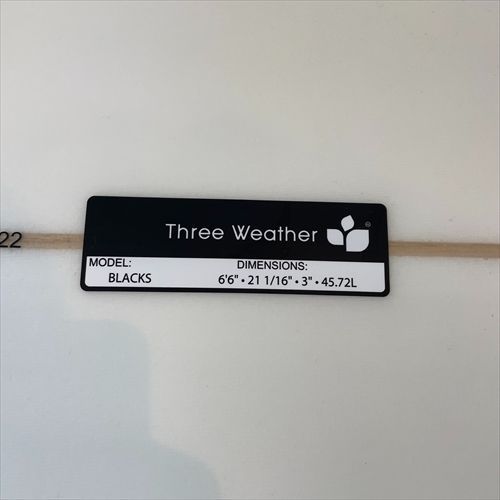 Three Weather ®
22
MODEL: DIMENSIONS:
BLACKS 6'6" • 21 1/16" • 3" • 45.72L